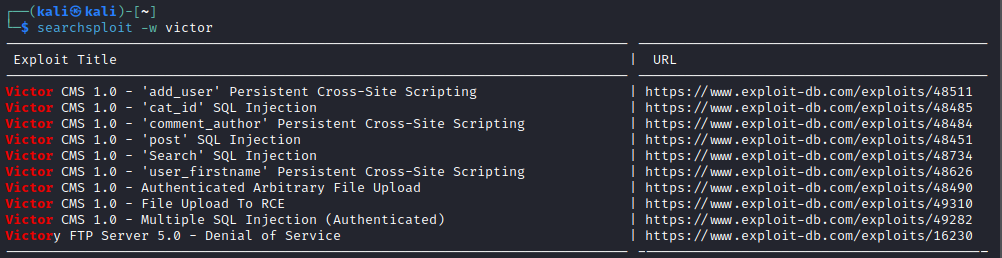 ┌──(kali㉿kali)-[~]
└─$ searchsploit -w victor
Exploit Title | URL
Victor CMS 1.0 - 'add_user' Persistent Cross-Site Scripting | https://www.exploit-db.com/exploits/48511
Victor CMS 1.0 - 'cat_id' SQL Injection | https://www.exploit-db.com/exploits/48485
Victor CMS 1.0 - 'comment_author' Persistent Cross-Site Scripting | https://www.exploit-db.com/exploits/48484
Victor CMS 1.0 - 'post' SQL Injection | https://www.exploit-db.com/exploits/48451
Victor CMS 1.0 - 'Search' SQL Injection | https://www.exploit-db.com/exploits/48734
Victor CMS 1.0 - 'user_firstname' Persistent Cross-Site Scripting | https://www.exploit-db.com/exploits/48626
Victor CMS 1.0 - Authenticated Arbitrary File Upload | https://www.exploit-db.com/exploits/48490
Victor CMS 1.0 - File Upload To RCE | https://www.exploit-db.com/exploits/49310
Victor CMS 1.0 - Multiple SQL Injection (Authenticated) | https://www.exploit-db.com/exploits/49282
Victory FTP Server 5.0 - Denial of Service | https://www.exploit-db.com/exploits/16230